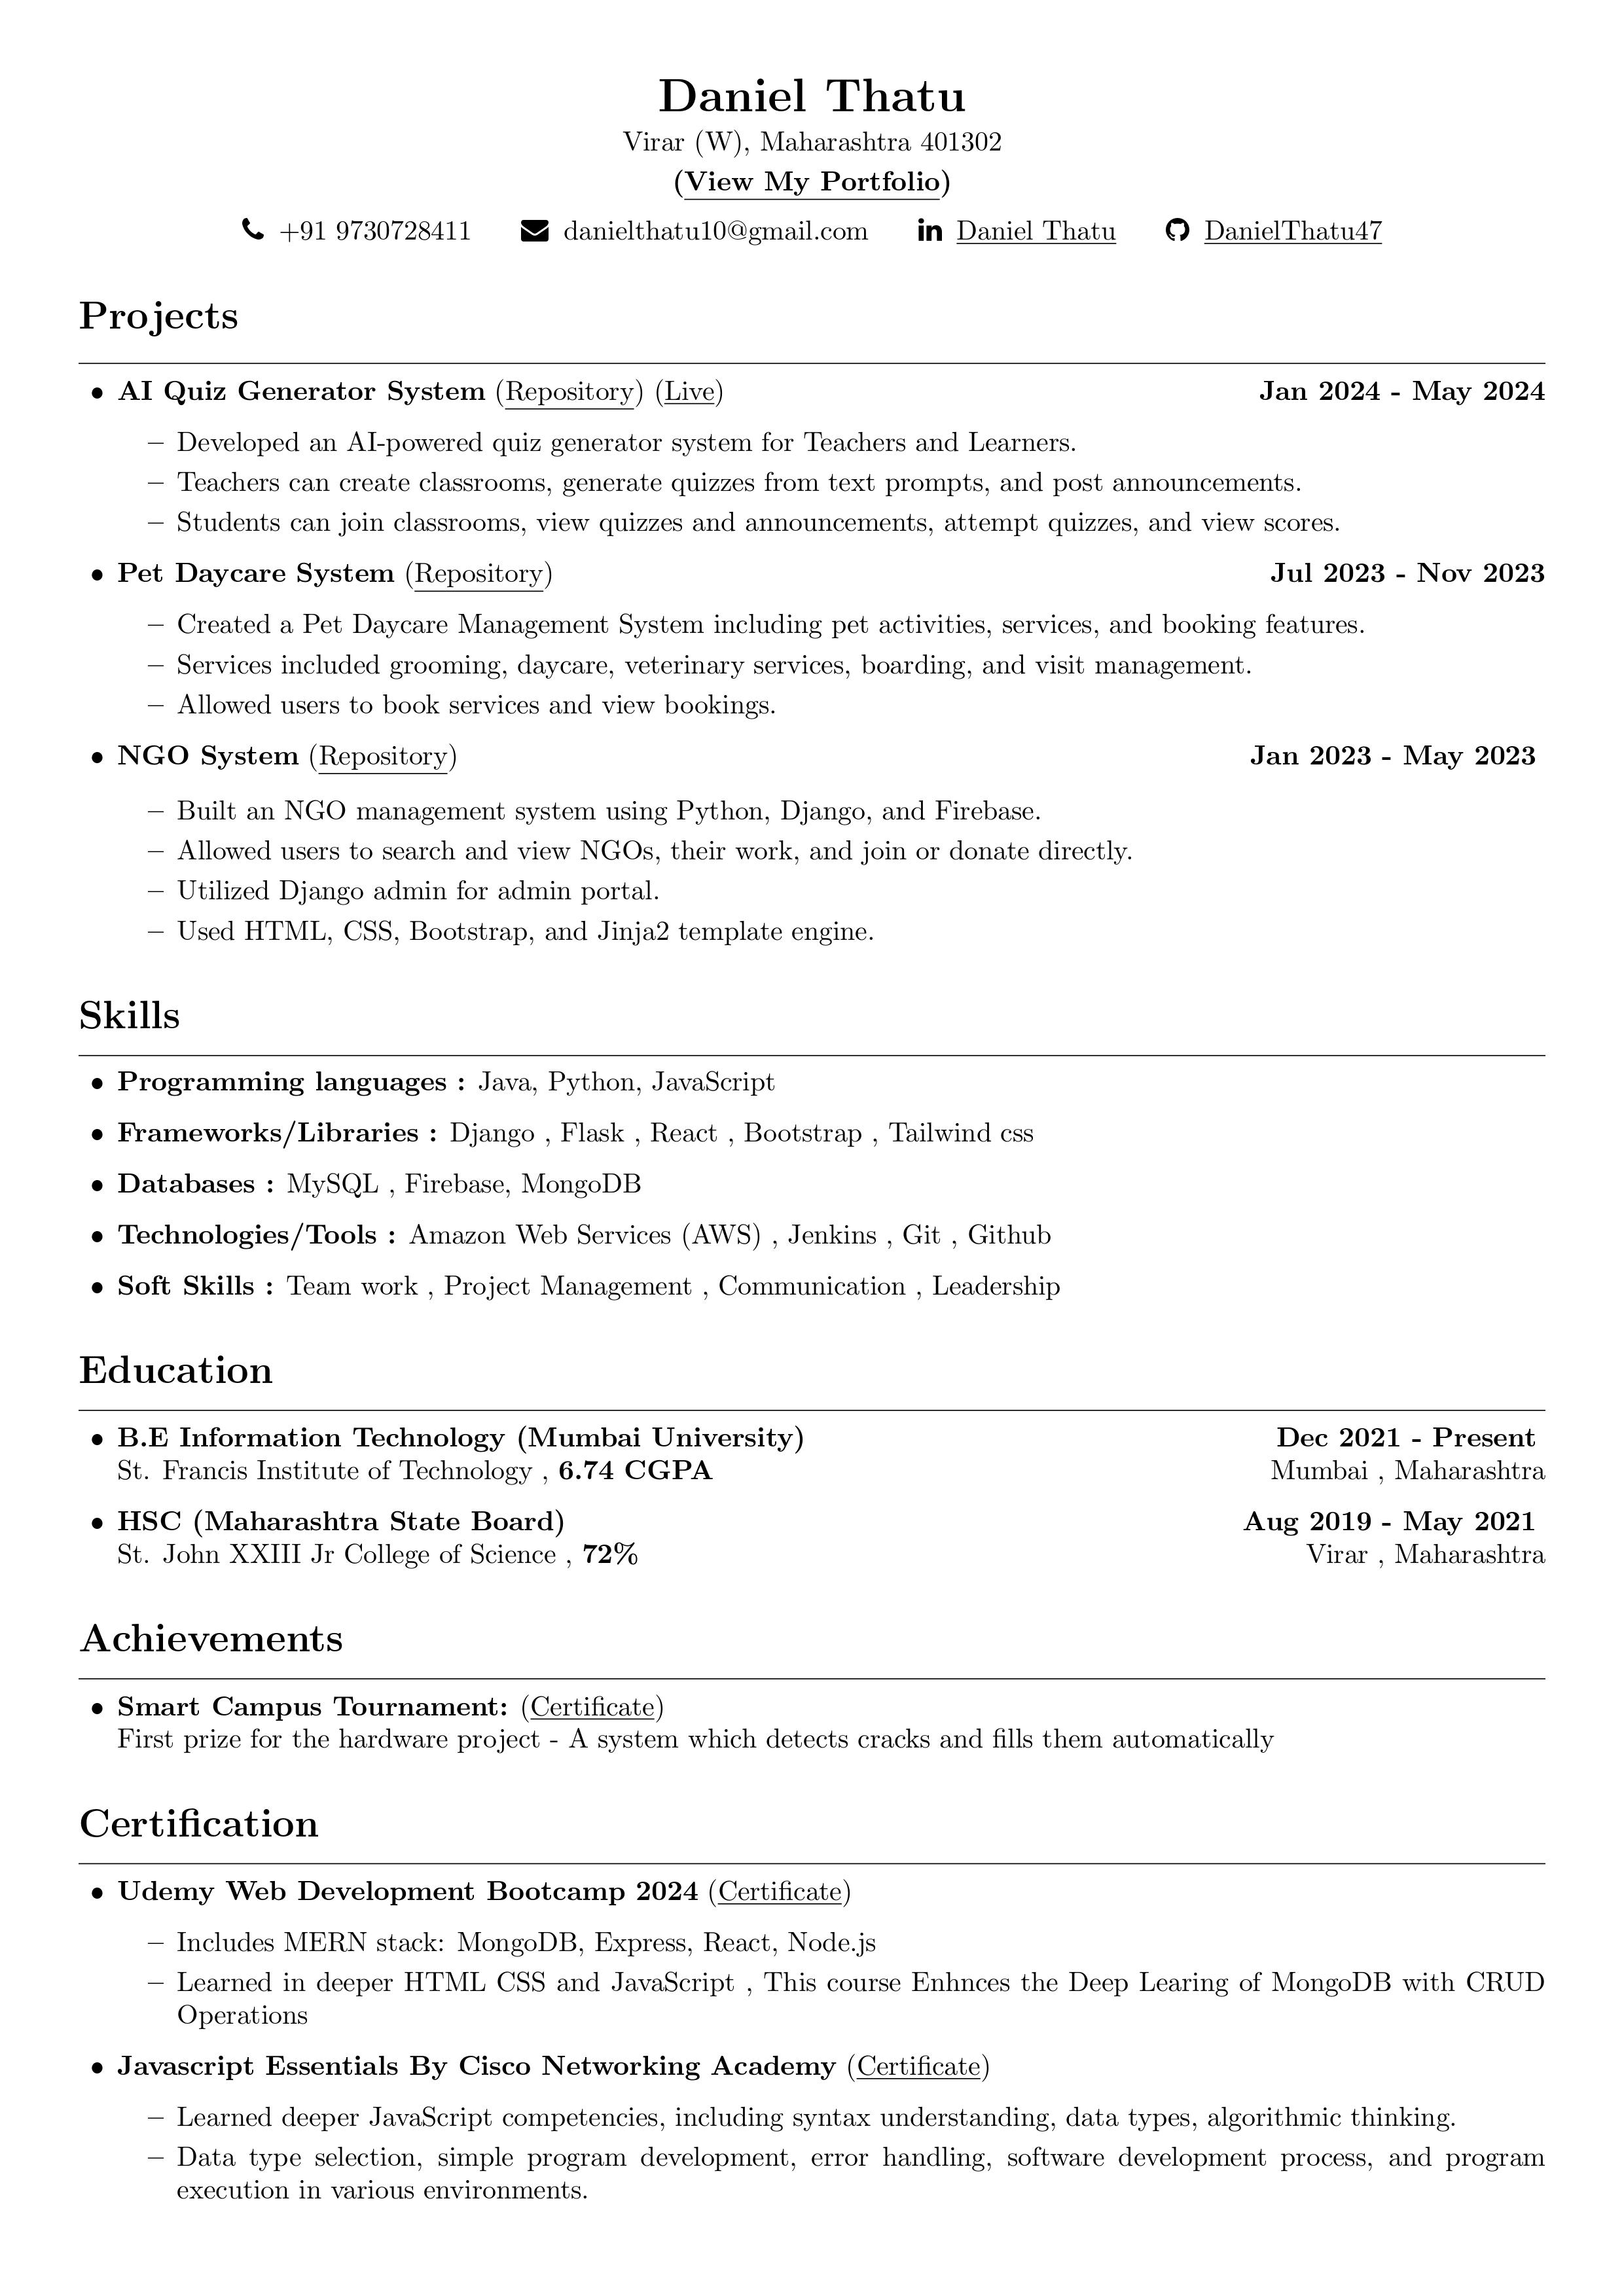 Daniel Thatu
Virar (W), Maharashtra 401302
(View My Portfolio)
+91 9730728411 danielthatu10@gmail.com Daniel Thatu DanielThatu47
Projects
• AI Quiz Generator System (Repository) (Live) Jan 2024 - May 2024
– Developed an AI-powered quiz generator system for Teachers and Learners.
– Teachers can create classrooms, generate quizzes from text prompts, and post announcements.
– Students can join classrooms, view quizzes and announcements, attempt quizzes, and view scores.
• Pet Daycare System (Repository) Jul 2023 - Nov 2023
– Created a Pet Daycare Management System including pet activities, services, and booking features.
– Services included grooming, daycare, veterinary services, boarding, and visit management.
– Allowed users to book services and view bookings.
• NGO System (Repository) Jan 2023 - May 2023
– Built an NGO management system using Python, Django, and Firebase.
– Allowed users to search and view NGOs, their work, and join or donate directly.
– Utilized Django admin for admin portal.
– Used HTML, CSS, Bootstrap, and Jinja2 template engine.
Skills
• Programming languages : Java, Python, JavaScript
• Frameworks/Libraries : Django , Flask , React , Bootstrap , Tailwind css
• Databases : MySQL , Firebase, MongoDB
• Technologies/Tools : Amazon Web Services (AWS) , Jenkins , Git , Github
• Soft Skills : Team work , Project Management , Communication , Leadership
Education
• B.E Information Technology (Mumbai University) Dec 2021 - Present
St. Francis Institute of Technology , 6.74 CGPA Mumbai , Maharashtra
• HSC (Maharashtra State Board) Aug 2019 - May 2021
St. John XXIII Jr College of Science , 72% Virar , Maharashtra
Achievements
• Smart Campus Tournament: (Certificate)
First prize for the hardware project - A system which detects cracks and fills them automatically
Certification
• Udemy Web Development Bootcamp 2024 (Certificate)
– Includes MERN stack: MongoDB, Express, React, Node.js
– Learned in deeper HTML CSS and JavaScript , This course Enhnces the Deep Learing of MongoDB with CRUD
Operations
• Javascript Essentials By Cisco Networking Academy (Certificate)
– Learned deeper JavaScript competencies, including syntax understanding, data types, algorithmic thinking.
– Data type selection, simple program development, error handling, software development process, and program
execution in various environments.